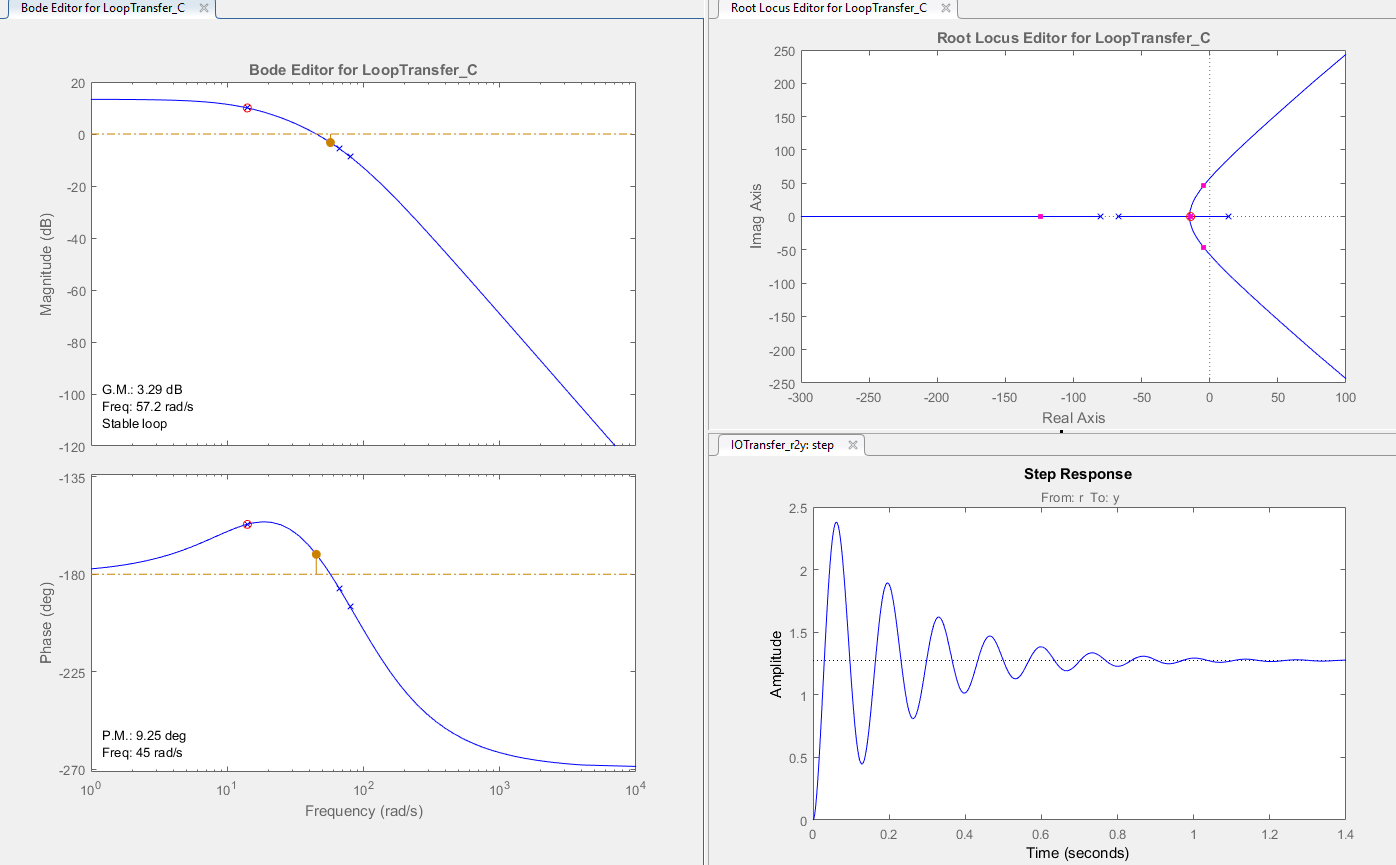 Bode Editor for LoopTransfer_C
Bode Editor for LoopTransfer_C
20
0
-20
-40
-60
-80
-100
-120
Magnitude (dB)
G.M.: 3.29 dB
Freq: 57.2 rad/s
Stable loop
-135
-180
-225
-270
Phase (deg)
P.M.: 9.25 deg
Freq: 45 rad/s
10^0
10^1
10^2
10^3
10^4
Frequency (rad/s)
Root Locus Editor for LoopTransfer_C
Root Locus Editor for LoopTransfer_C
250
200
150
100
50
0
-50
-100
-150
-200
-250
Imag Axis
-300
-250
-200
-150
-100
-50
0
50
100
Real Axis
IOTransfer_r2y: step
Step Response
From: r To: y
2.5
2
1.5
1
0.5
0
Amplitude
0
0.2
0.4
0.6
0.8
1
1.2
1.4
Time (seconds)